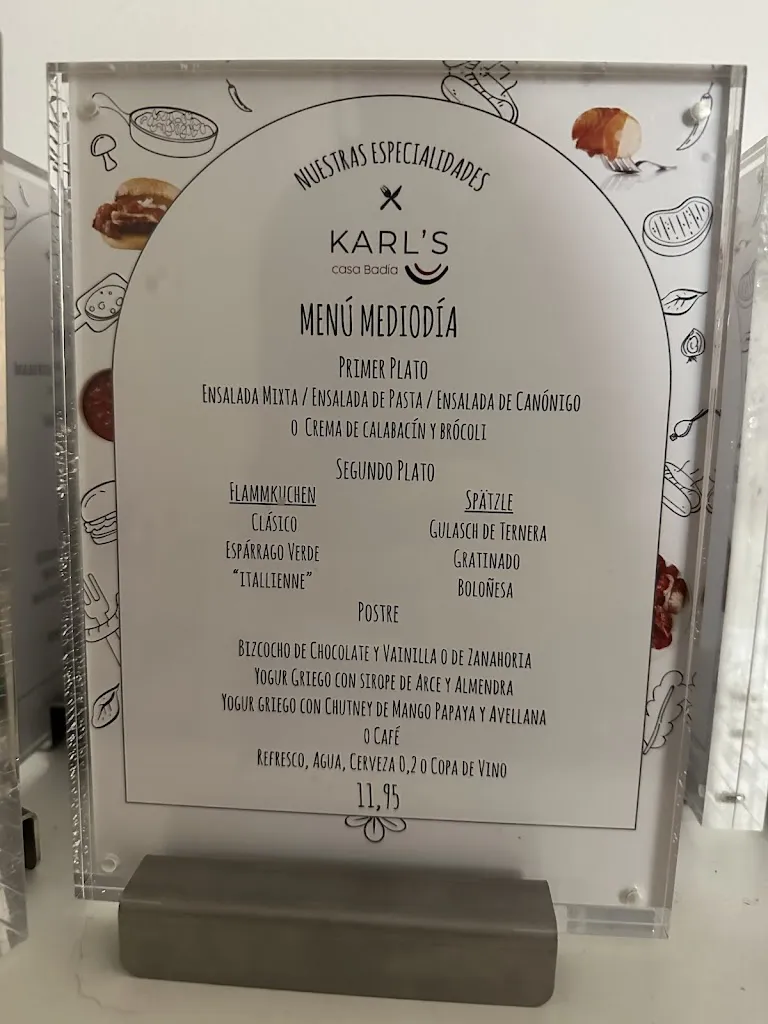 NUESTRAS ESPECIALIDADES
KARL'S
casa Badía
MENÚ MEDIODÍA
PRIMER PLATO
ENSALADA MIXTA / ENSALADA DE PASTA / ENSALADA DE CANÓNIGO
O CREMA DE CALABACÍN Y BRÓCOLI
SEGUNDO PLATO
FLAMMKUCHEN
CLÁSICO
ESPÁRRAGO VERDE
"ITALLIENNE"
SPÄTZLE
GULASCH DE TERNERA
GRATINADO
BOLOÑESA
POSTRE
BIZCOCHO DE CHOCOLATE Y VAINILLA O DE ZANAHORIA
YOGUR GRIEGO CON SIROPE DE ARCE Y ALMENDRA
YOGUR GRIEGO CON CHUTNEY DE MANGO PAPAYA Y AVELLANA
O CAFÉ
REFRESCO, AGUA, CERVEZA 0,2 O COPA DE VINO
11,95